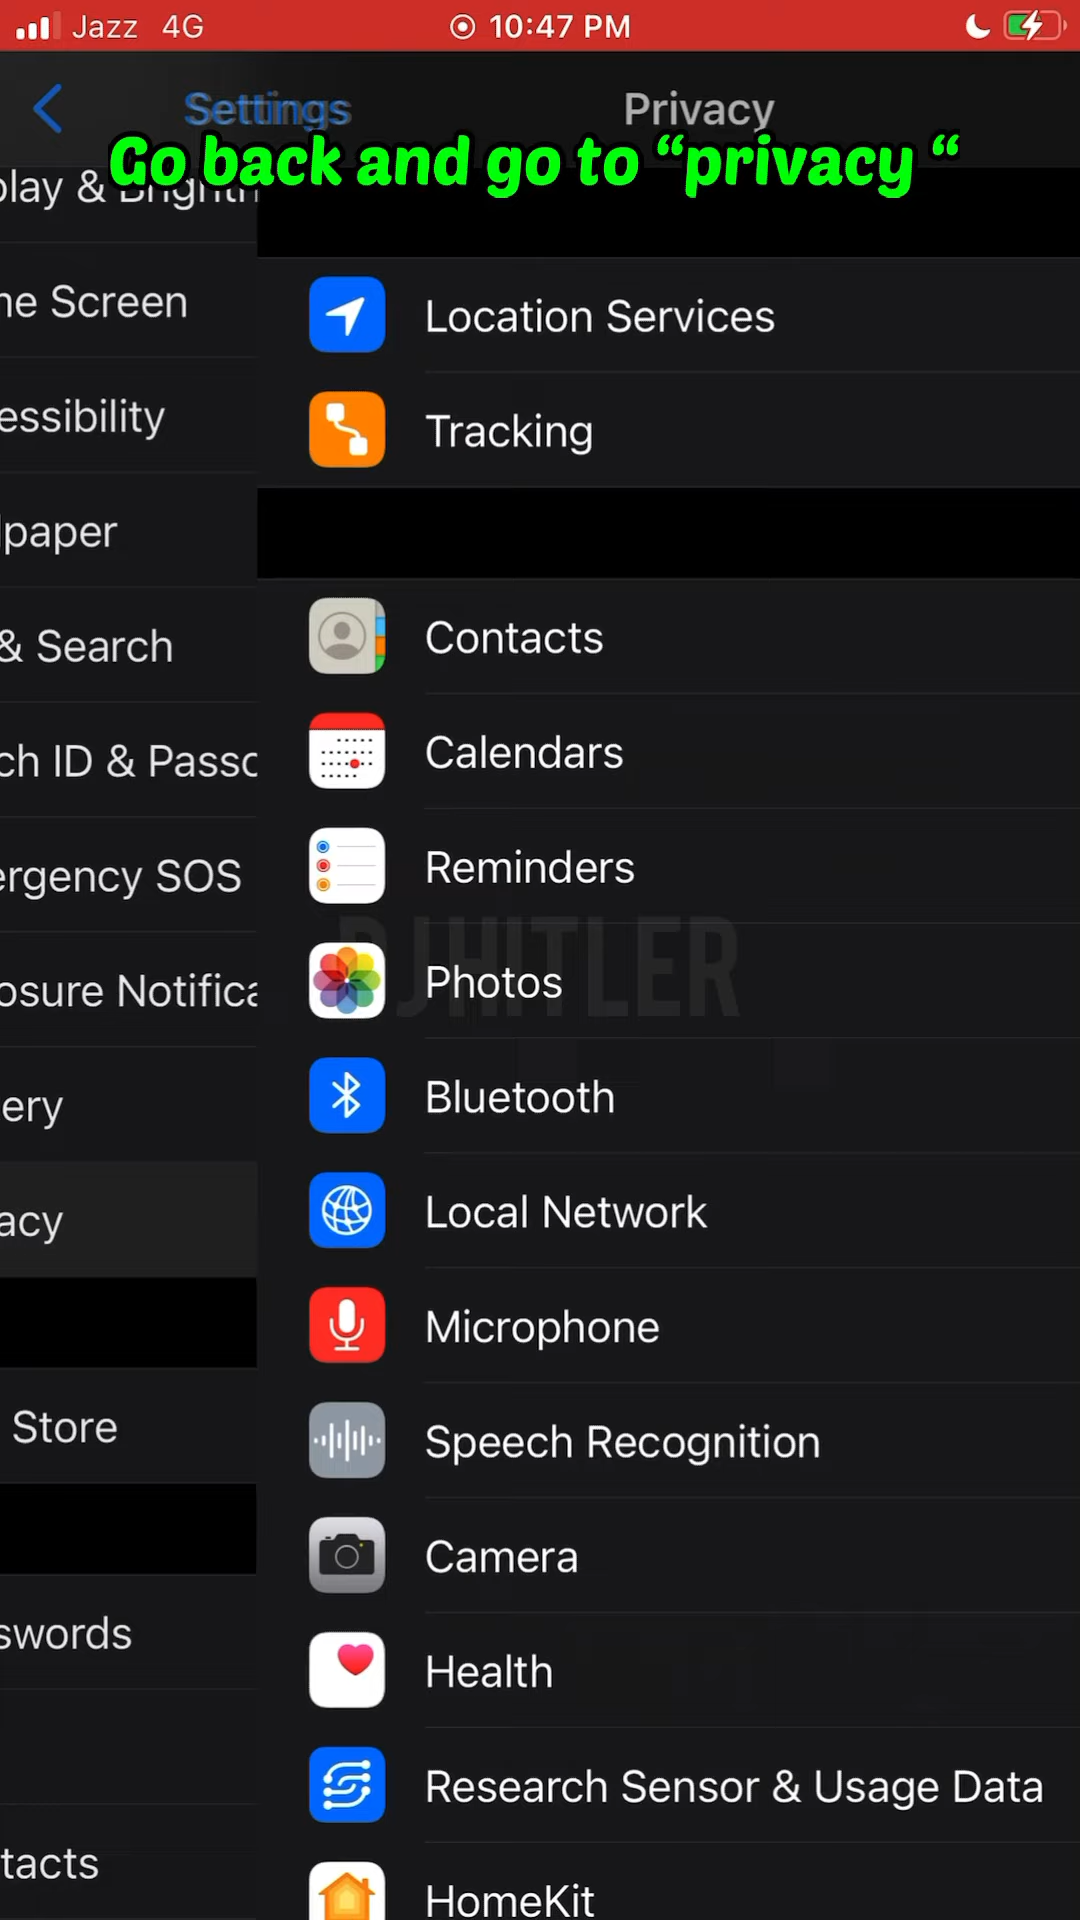 Jazz 4G 10:47 PM
Settings Privacy
Go back and go to “privacy “
play & Brightn
me Screen
Location Services
essibility
Tracking
lpaper
& Search
Contacts
ch ID & Passc
Calendars
ergency SOS
Reminders
DJHITLER
osure Notifica
Photos
ery
Bluetooth
acy
Local Network
Microphone
Store
Speech Recognition
Camera
swords
Health
Research Sensor & Usage Data
tacts
HomeKit